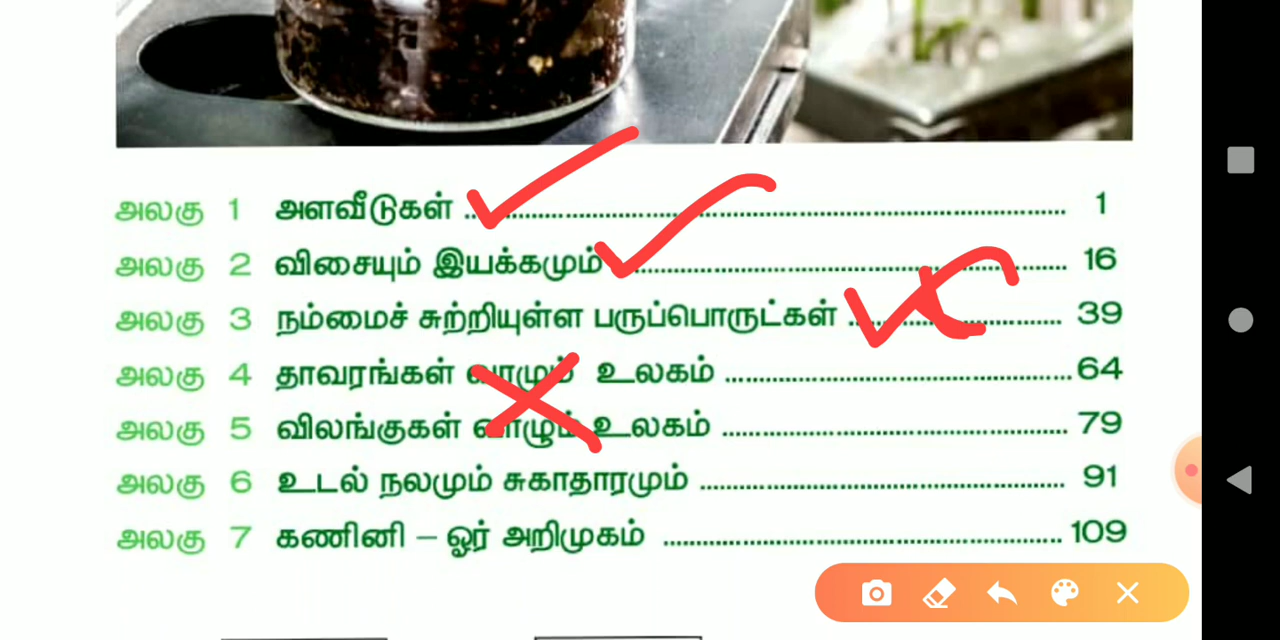 அலகு 1 அளவீடுகள் ........ 1
அலகு 2 விசையும் இயக்கமும் ........ 16
அலகு 3 நம்மைச் சுற்றியுள்ள பருப்பொருட்கள் ........ 39
அலகு 4 தாவரங்கள் வாழும் உலகம் ........ 64
அலகு 5 விலங்குகள் வாழும் உலகம் ........ 79
அலகு 6 உடல் நலமும் சுகாதாரமும் ........ 91
அலகு 7 கணினி – ஓர் அறிமுகம் ........ 109